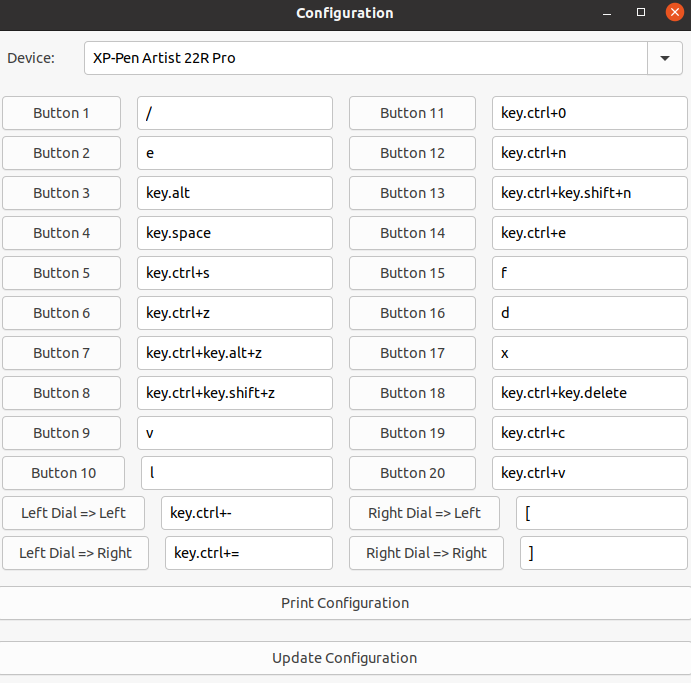 Configuration
Device: XP-Pen Artist 22R Pro
Button 1 / Button 11 key.ctrl+0
Button 2 e Button 12 key.ctrl+n
Button 3 key.alt Button 13 key.ctrl+key.shift+n
Button 4 key.space Button 14 key.ctrl+e
Button 5 key.ctrl+s Button 15 f
Button 6 key.ctrl+z Button 16 d
Button 7 key.ctrl+key.alt+z Button 17 x
Button 8 key.ctrl+key.shift+z Button 18 key.ctrl+key.delete
Button 9 v Button 19 key.ctrl+c
Button 10 l Button 20 key.ctrl+v
Left Dial => Left key.ctrl+- Right Dial => Left [
Left Dial => Right key.ctrl+= Right Dial => Right ]
Print Configuration
Update Configuration